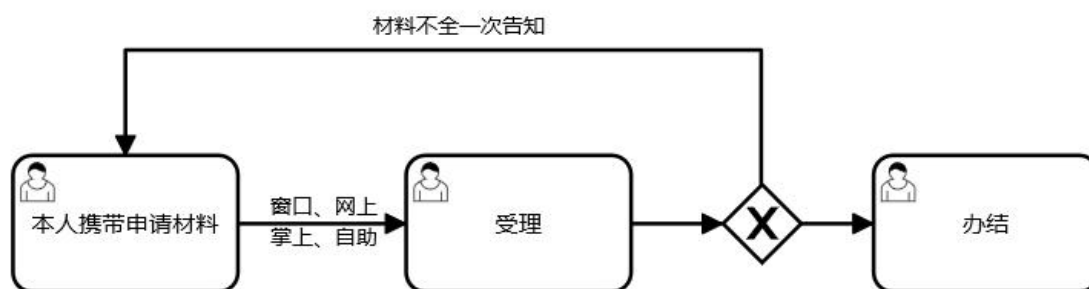 材料不全一次告知
本人携带申请材料
窗口、网上
掌上、自助
受理
办结